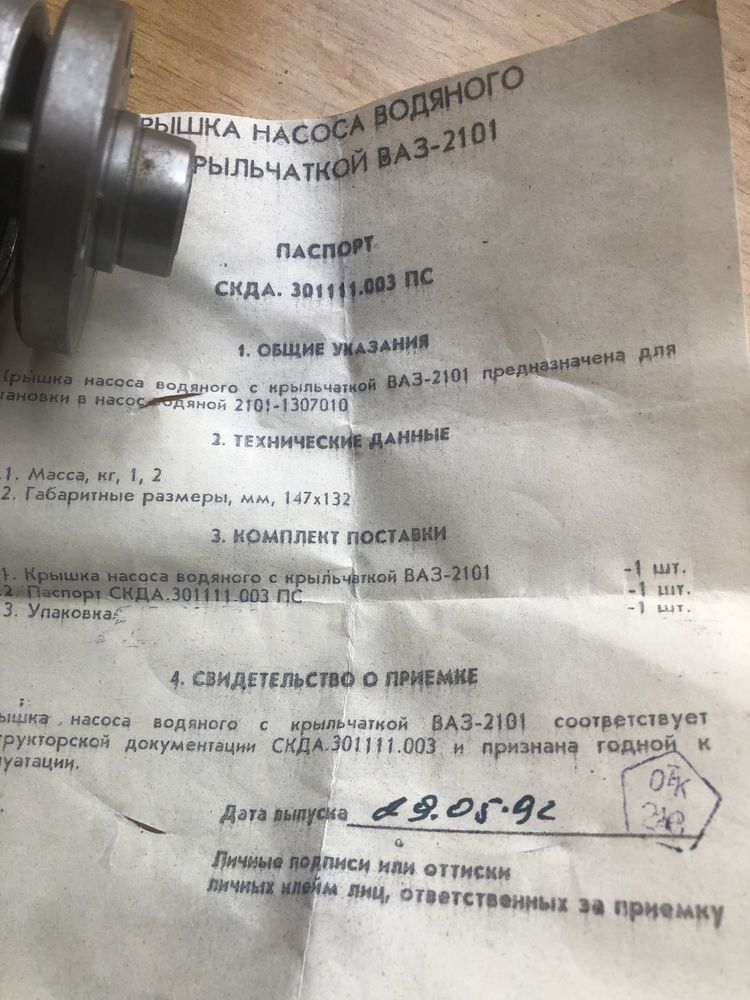 РЫШКА НАСОСА ВОДЯНОГО
РЫЛЬЧАТКОЙ ВАЗ-2101
ПАСПОРТ
СКДА. 301111.003 ПС
1. ОБЩИЕ УКАЗАНИЯ
рышка насоса водяного с крыльчаткой ВАЗ-2101 предназначена для
тановки в насос водяной 2101-1307010
2. ТЕХНИЧЕСКИЕ ДАННЫЕ
1. Масса, кг, 1, 2
2. Габаритные размеры, мм, 147х132
3. КОМПЛЕКТ ПОСТАВКИ
1. Крышка насоса водяного с крыльчаткой ВАЗ-2101 -1 шт.
2. Паспорт СКДА.301111.003 ПС -1 шт.
3. Упаковка -1 шт.
4. СВИДЕТЕЛЬСТВО О ПРИЕМКЕ
ышка насоса водяного с крыльчаткой ВАЗ-2101 соответствует
трукторской документации СКДА.301111.003 и признана годной к
уатации.
Дата выпуска 29.05.92
ОТК
Личные подписи или оттиски
личных клейм лиц, ответственных за приемку